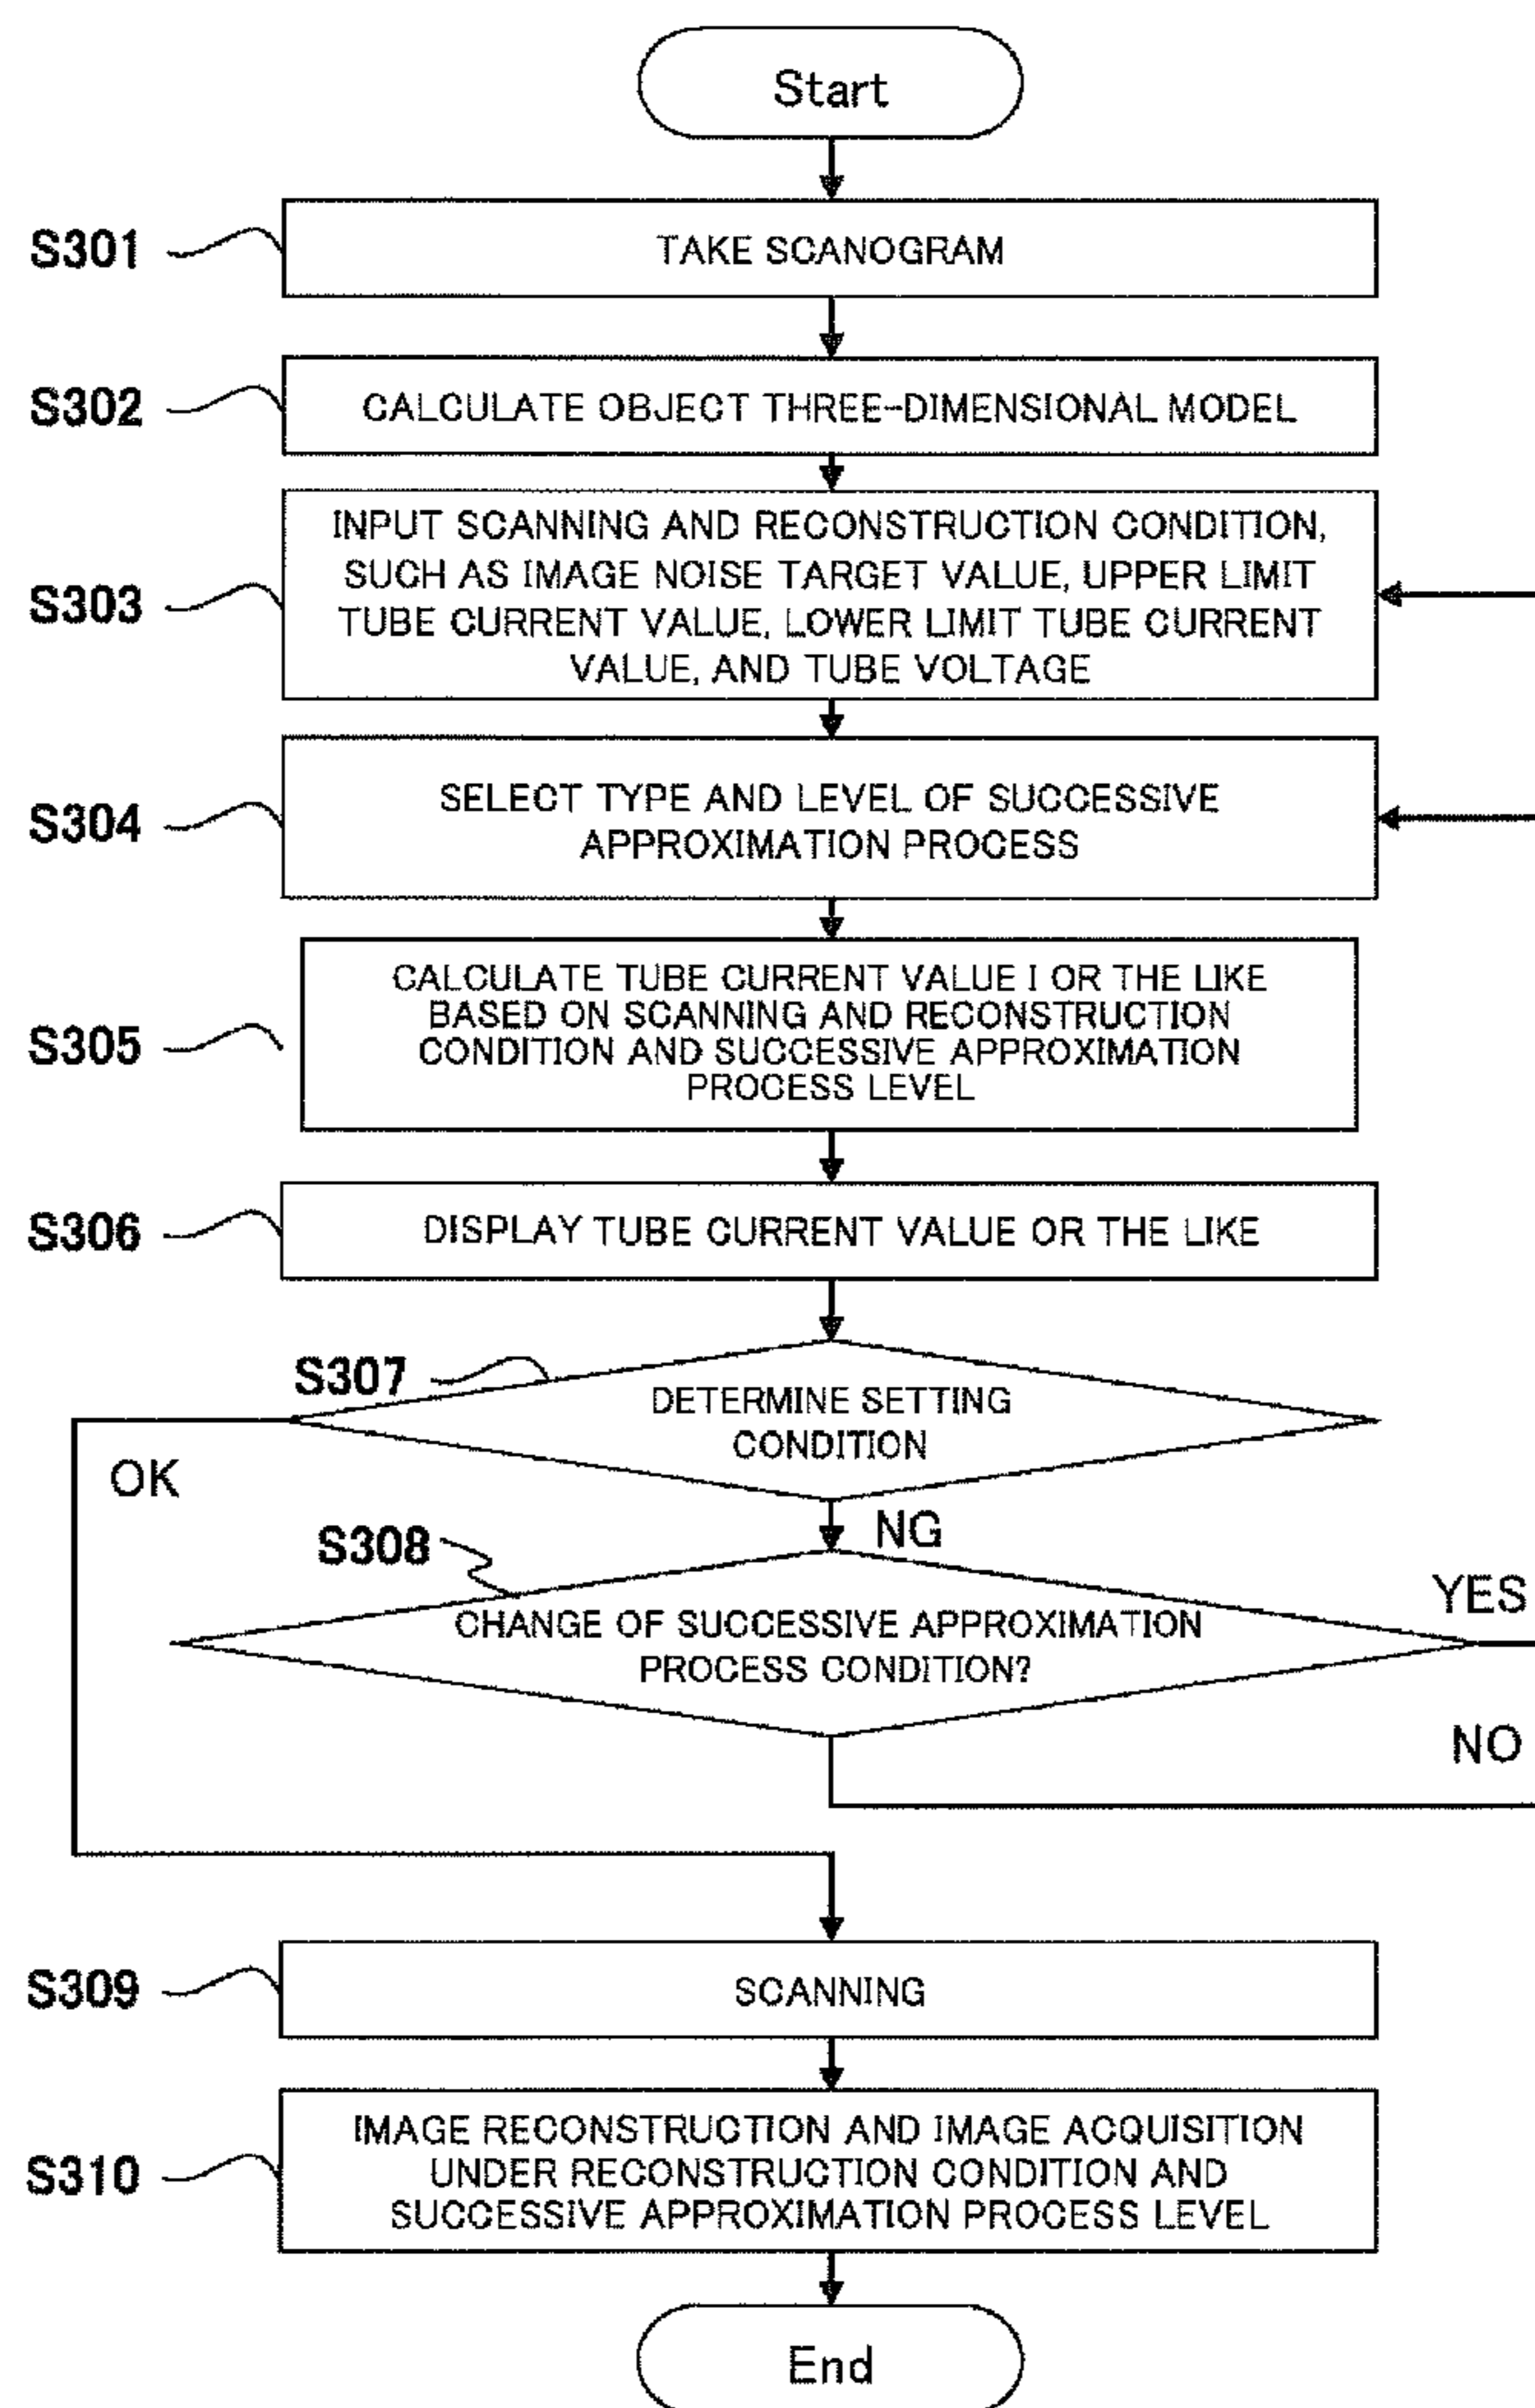 Start
S301
TAKE SCANOGRAM
S302
CALCULATE OBJECT THREE-DIMENSIONAL MODEL
S303
INPUT SCANNING AND RECONSTRUCTION CONDITION,
SUCH AS IMAGE NOISE TARGET VALUE, UPPER LIMIT
TUBE CURRENT VALUE, LOWER LIMIT TUBE CURRENT
VALUE, AND TUBE VOLTAGE
S304
SELECT TYPE AND LEVEL OF SUCCESSIVE
APPROXIMATION PROCESS
S305
CALCULATE TUBE CURRENT VALUE I OR THE LIKE
BASED ON SCANNING AND RECONSTRUCTION
CONDITION AND SUCCESSIVE APPROXIMATION
PROCESS LEVEL
S306
DISPLAY TUBE CURRENT VALUE OR THE LIKE
S307
DETERMINE SETTING
CONDITION
OK
NG
S308
CHANGE OF SUCCESSIVE APPROXIMATION
PROCESS CONDITION?
YES
NO
S309
SCANNING
S310
IMAGE RECONSTRUCTION AND IMAGE ACQUISITION
UNDER RECONSTRUCTION CONDITION AND
SUCCESSIVE APPROXIMATION PROCESS LEVEL
End